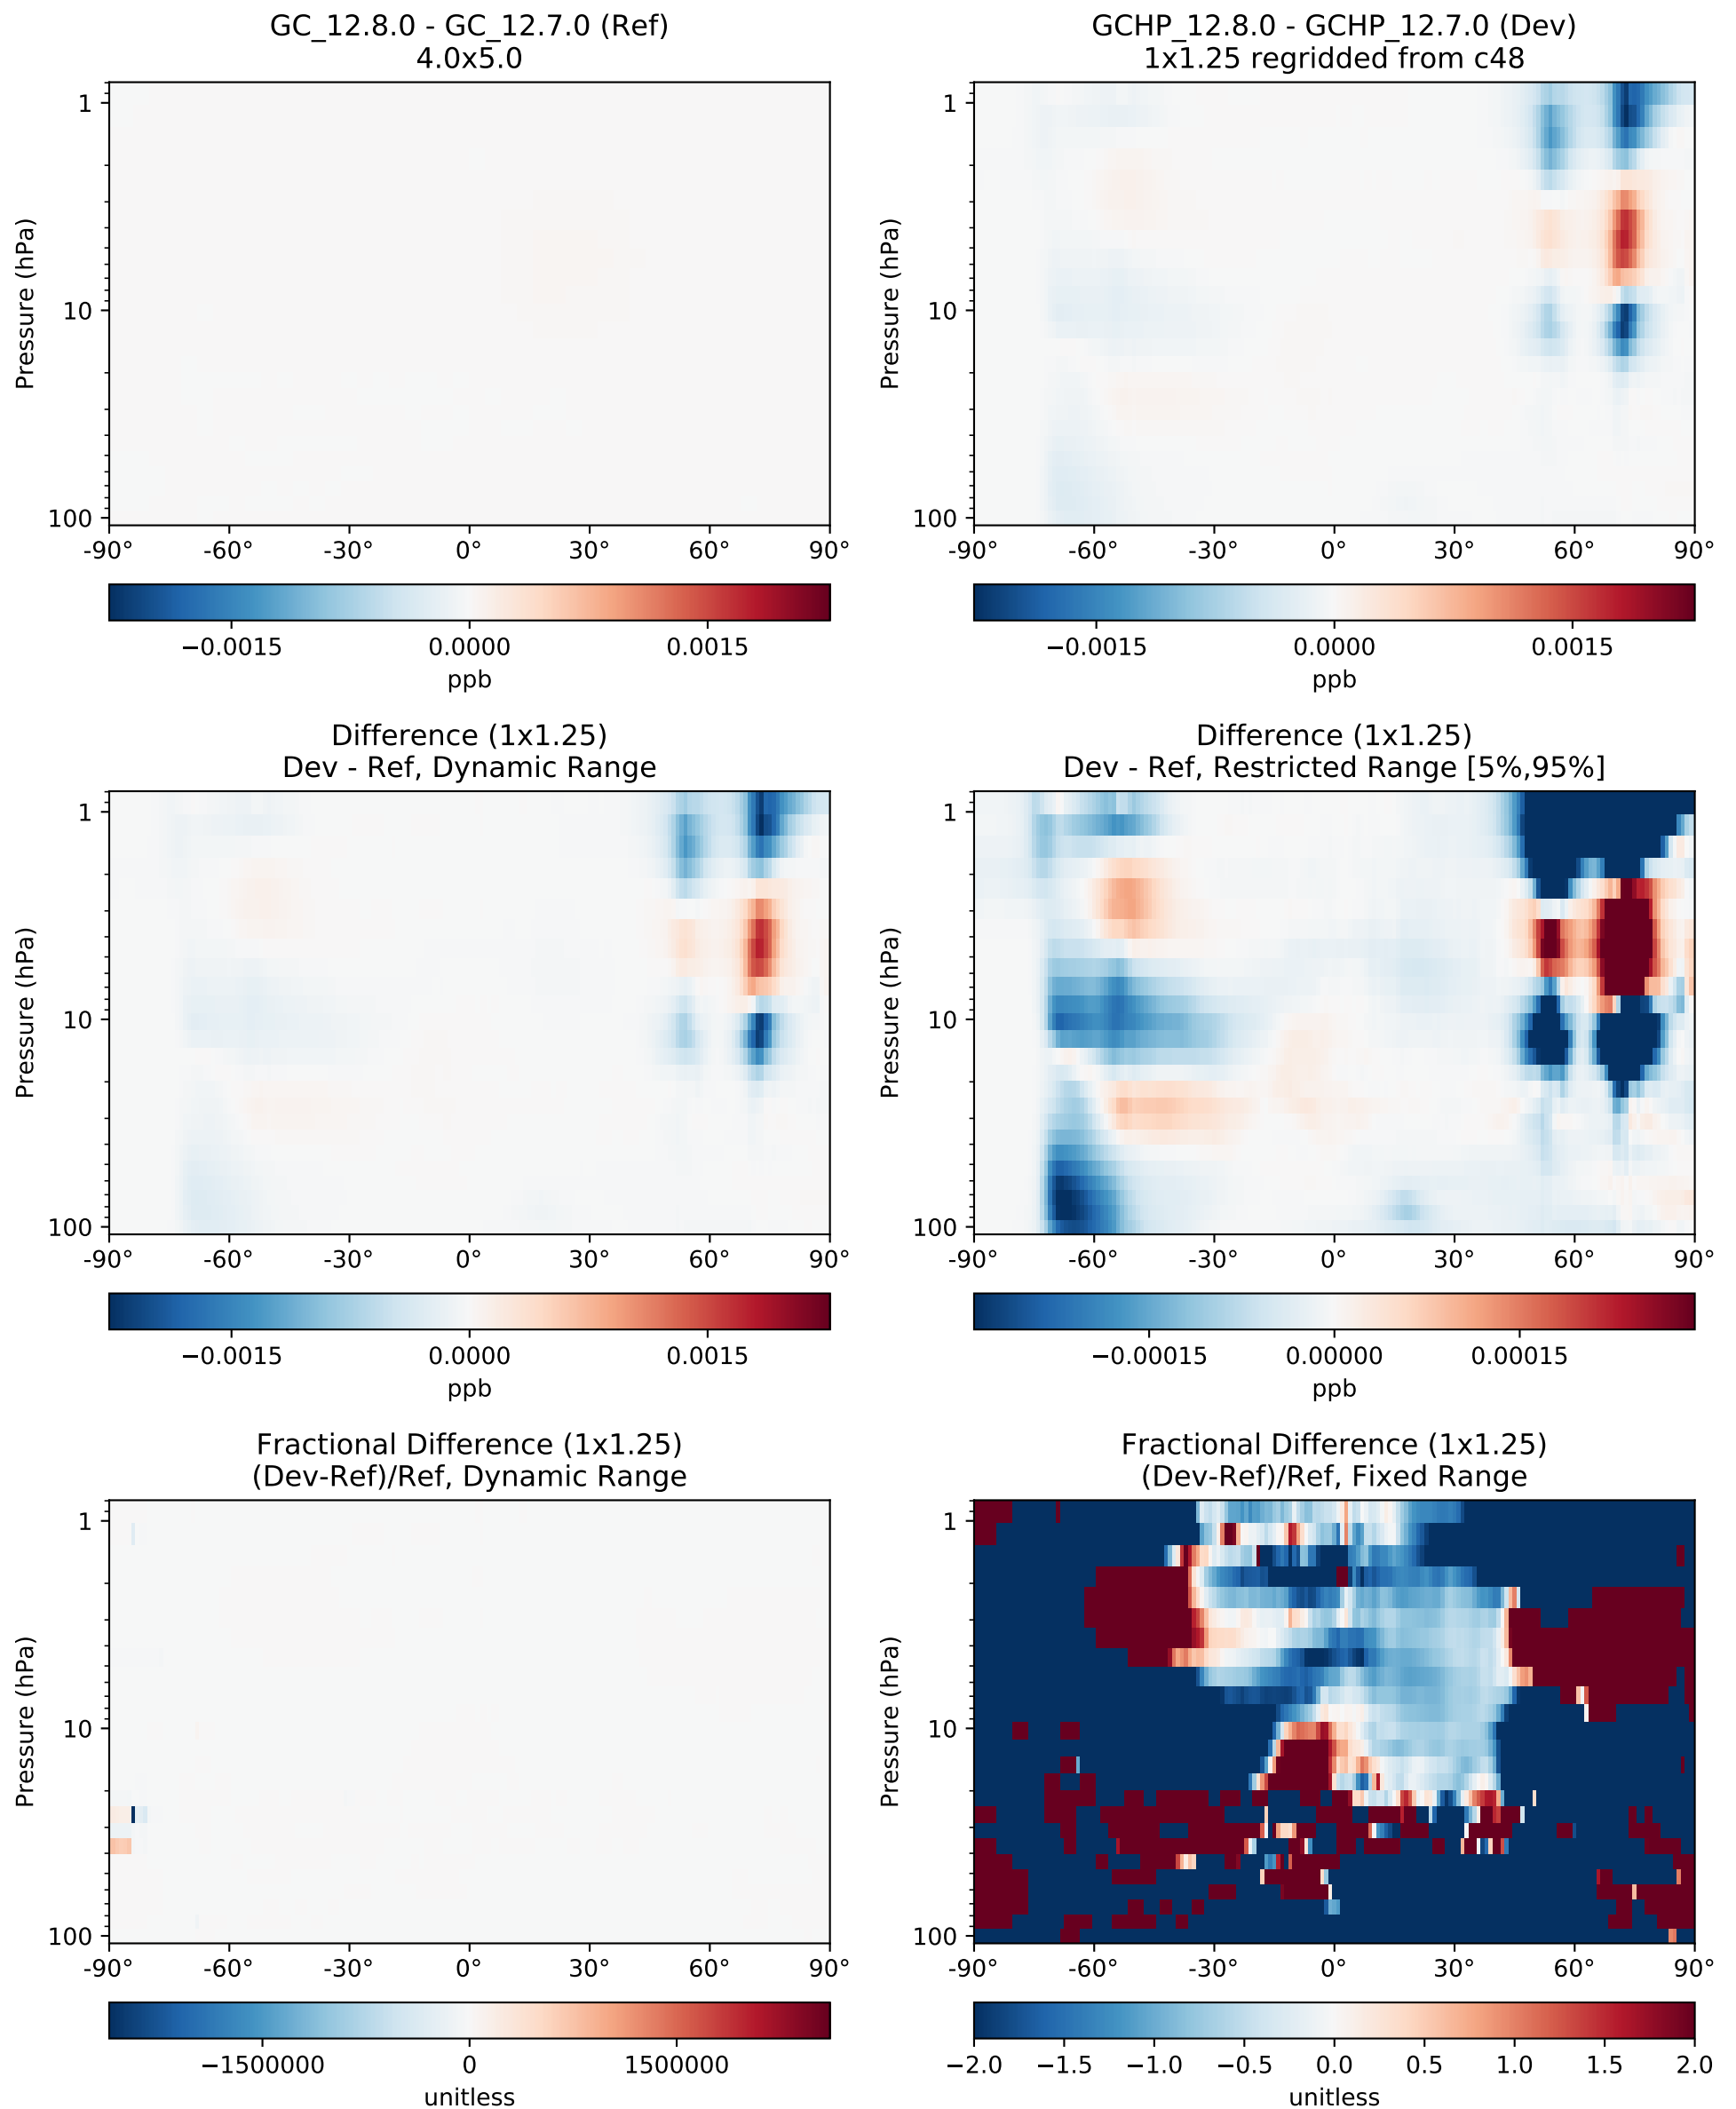 GC_12.8.0 - GC_12.7.0 (Ref)
4.0x5.0
Pressure (hPa)
1
10
100
-90° -60° -30° 0° 30° 60° 90°
−0.0015 0.0000 0.0015
ppb
GCHP_12.8.0 - GCHP_12.7.0 (Dev)
1x1.25 regridded from c48
Pressure (hPa)
1
10
100
-90° -60° -30° 0° 30° 60° 90°
−0.0015 0.0000 0.0015
ppb
Difference (1x1.25)
Dev - Ref, Dynamic Range
Pressure (hPa)
1
10
100
-90° -60° -30° 0° 30° 60° 90°
−0.0015 0.0000 0.0015
ppb
Difference (1x1.25)
Dev - Ref, Restricted Range [5%,95%]
Pressure (hPa)
1
10
100
-90° -60° -30° 0° 30° 60° 90°
−0.00015 0.00000 0.00015
ppb
Fractional Difference (1x1.25)
(Dev-Ref)/Ref, Dynamic Range
Pressure (hPa)
1
10
100
-90° -60° -30° 0° 30° 60° 90°
−1500000 0 1500000
unitless
Fractional Difference (1x1.25)
(Dev-Ref)/Ref, Fixed Range
Pressure (hPa)
1
10
100
-90° -60° -30° 0° 30° 60° 90°
−2.0 −1.5 −1.0 −0.5 0.0 0.5 1.0 1.5 2.0
unitless